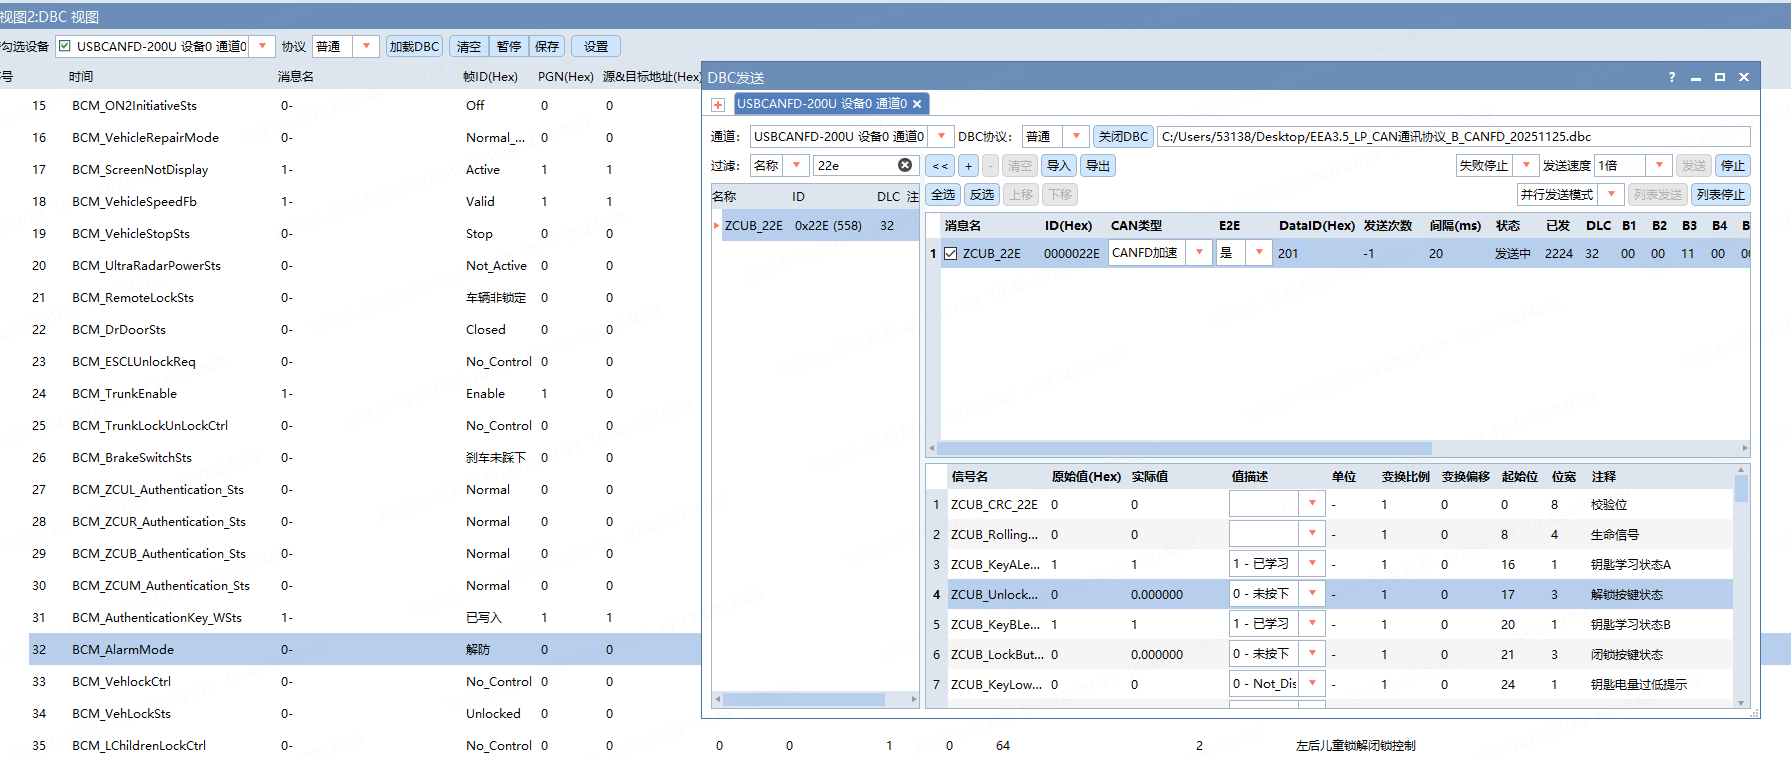 视图2:DBC 视图
勾选设备 USBCANFD-200U 设备0 通道0 协议 普通 加载DBC 清空 暂停 保存 设置
号 时间 消息名 帧ID(Hex) PGN(Hex) 源&目标地址(Hex)
15 BCM_ON2InitiativeSts 0- Off 0 0
16 BCM_VehicleRepairMode 0- Normal_... 0 0
17 BCM_ScreenNotDisplay 1- Active 1 1
18 BCM_VehicleSpeedFb 1- Valid 1 1
19 BCM_VehicleStopSts 0- Stop 0 0
20 BCM_UltraRadarPowerSts 0- Not_Active 0 0
21 BCM_RemoteLockSts 0- 车辆非锁定 0 0
22 BCM_DrDoorSts 0- Closed 0 0
23 BCM_ESCLUnlockReq 0- No_Control 0 0
24 BCM_TrunkEnable 1- Enable 1 0
25 BCM_TrunkLockUnLockCtrl 0- No_Control 0 0
26 BCM_BrakeSwitchSts 0- 刹车未踩下 0 0
27 BCM_ZCUL_Authentication_Sts 0- Normal 0 0
28 BCM_ZCUR_Authentication_Sts 0- Normal 0 0
29 BCM_ZCUB_Authentication_Sts 0- Normal 0 0
30 BCM_ZCUM_Authentication_Sts 0- Normal 0 0
31 BCM_AuthenticationKey_WSts 1- 已写入 1 1
32 BCM_AlarmMode 0- 解防 0 0
33 BCM_VehlockCtrl 0- No_Control 0 0
34 BCM_VehLockSts 0- Unlocked 0 0
35 BCM_LChildrenLockCtrl 0- No_Control 0 0 0 0 1 0 64 2 左后儿童锁解闭锁控制
DBC发送
USBCANFD-200U 设备0 通道0
通道: USBCANFD-200U 设备0 通道0 DBC协议: 普通 关闭DBC C:/Users/53138/Desktop/EEA3.5_LP_CAN通讯协议_B_CANFD_20251125.dbc
过滤: 名称 22e << + - 清空 导入 导出 失败停止 发送速度 1倍 发送 停止
名称 ID DLC 注
ZCUB_22E 0x22E (558) 32
全选 反选 上移 下移 并行发送模式 列表发送 列表停止
消息名 ID(Hex) CAN类型 E2E DataID(Hex) 发送次数 间隔(ms) 状态 已发 DLC B1 B2 B3 B4
1 ZCUB_22E 0000022E CANFD加速 是 201 -1 20 发送中 2224 32 00 00 11 00
信号名 原始值(Hex) 实际值 值描述 单位 变换比例 变换偏移 起始位 位宽 注释
1 ZCUB_CRC_22E 0 0 - 1 0 0 8 校验位
2 ZCUB_Rolling... 0 0 - 1 0 8 4 生命信号
3 ZCUB_KeyALe... 1 1 1 - 已学习 - 1 0 16 1 钥匙学习状态A
4 ZCUB_Unlock... 0 0.000000 0 - 未按下 - 1 0 17 3 解锁按键状态
5 ZCUB_KeyBLe... 1 1 1 - 已学习 - 1 0 20 1 钥匙学习状态B
6 ZCUB_LockBut... 0 0.000000 0 - 未按下 - 1 0 21 3 闭锁按键状态
7 ZCUB_KeyLow... 0 0 0 - Not_Dis - 1 0 24 1 钥匙电量过低提示